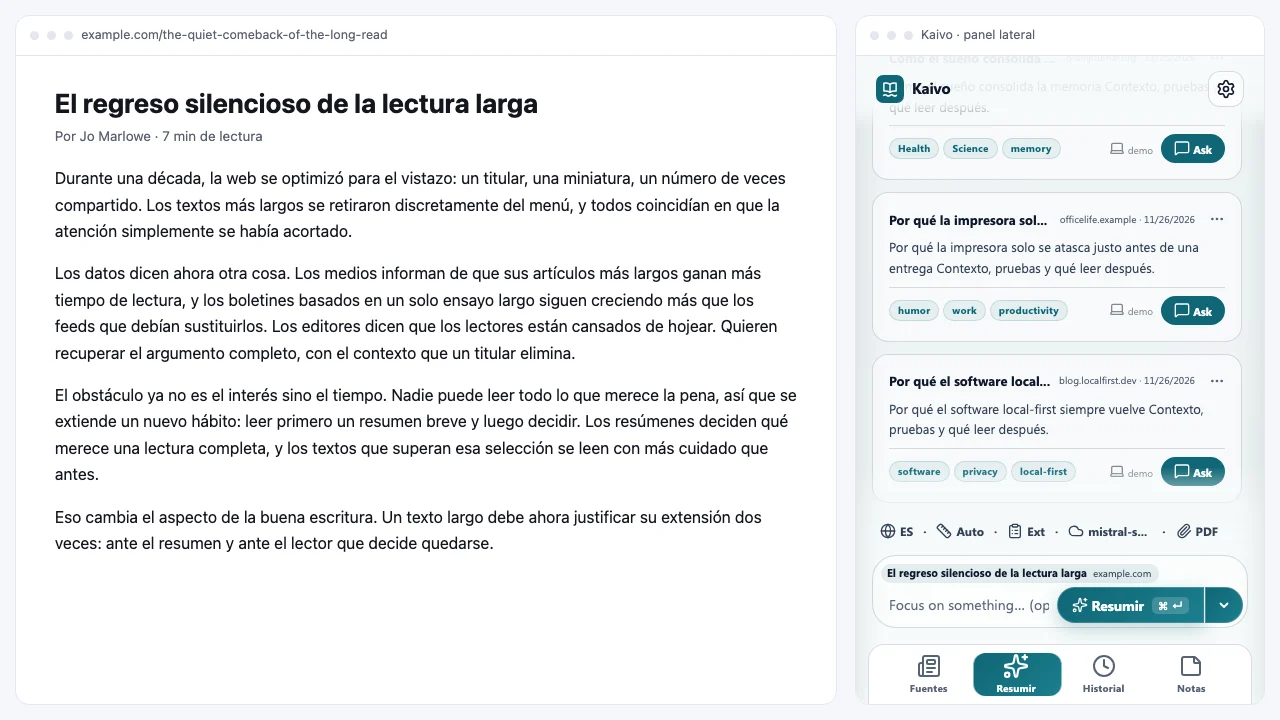 example.com/the-quiet-comeback-of-the-long-read
El regreso silencioso de la lectura larga
Por Jo Marlowe · 7 min de lectura
Durante una década, la web se optimizó para el vistazo: un titular, una miniatura, un número de veces
compartido. Los textos más largos se retiraron discretamente del menú, y todos coincidían en que la
atención simplemente se había acortado.
Los datos dicen ahora otra cosa. Los medios informan de que sus artículos más largos ganan más
tiempo de lectura, y los boletines basados en un solo ensayo largo siguen creciendo más que los
feeds que debían sustituirlos. Los editores dicen que los lectores están cansados de hojear. Quieren
recuperar el argumento completo, con el contexto que un titular elimina.
El obstáculo ya no es el interés sino el tiempo. Nadie puede leer todo lo que merece la pena, así que se
extiende un nuevo hábito: leer primero un resumen breve y luego decidir. Los resúmenes deciden qué
merece una lectura completa, y los textos que superan esa selección se leen con más cuidado que
antes.
Eso cambia el aspecto de la buena escritura. Un texto largo debe ahora justificar su extensión dos
veces: ante el resumen y ante el lector que decide quedarse.
Kaivo · panel lateral
Cómo el sueño consolida ...
Kaivo
consolida la memoria Contexto, pruebas
qué leer después.
Health Science memory demo Ask
Por qué la impresora sol... officelife.example · 11/26/2026 ···
Por qué la impresora solo se atasca justo antes de una
entrega Contexto, pruebas y qué leer después.
humor work productivity demo Ask
Por qué el software local... blog.localfirst.dev · 11/26/2026 ···
Por qué el software local-first siempre vuelve Contexto,
pruebas y qué leer después.
software privacy local-first demo Ask
ES · Auto · Ext · mistral-s... · PDF
El regreso silencioso de la lectura larga example.com
Focus on something... (op Resumir ⌘ ↵
Fuentes Resumir Historial Notas